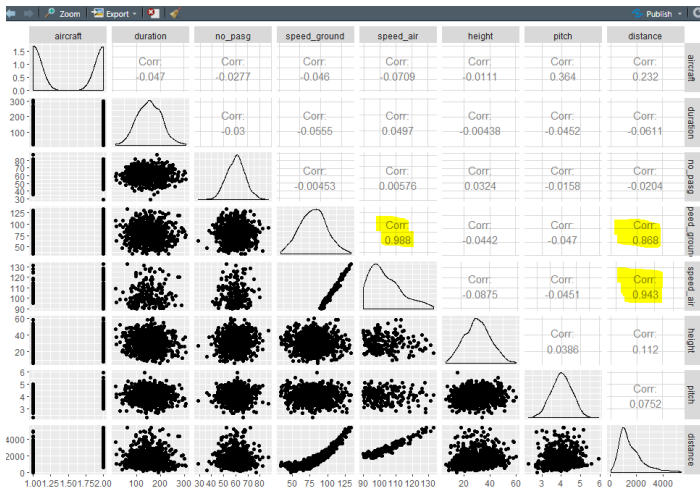 Zoom Export Publish
aircraft duration no_pasg speed_ground speed_air height pitch distance
1.5
1.0
0.5
0.0
Corr: Corr: Corr: Corr: Corr: Corr: Corr:
-0.047 -0.0277 -0.046 -0.0709 -0.0111 0.364 0.232
aircraft
300
200
100
Corr: Corr: Corr: Corr: Corr: Corr:
-0.03 -0.0555 0.0497 -0.00438 -0.0452 -0.0611
duration
80
70
60
50
40
30
Corr: Corr: Corr: Corr: Corr:
-0.00453 0.00576 0.0324 -0.0158 -0.0204
no_pasg
125
100
75
50
Corr: Corr: Corr: Corr:
0.988 -0.0442 -0.047 0.868
peed_groun
130
120
110
100
90
Corr: Corr: Corr:
-0.0875 -0.0451 0.943
speed_air
60
40
20
Corr: Corr:
0.0386 0.112
height
6
5
4
3
Corr:
0.0752
pitch
4000
2000
0
distance
1.00 1.25 1.50 1.75 2.00 100 200 300 30 40 50 60 70 80 50 75 100 125 90 100 110 120 130 20 40 60 3 4 5 6 0 2000 4000